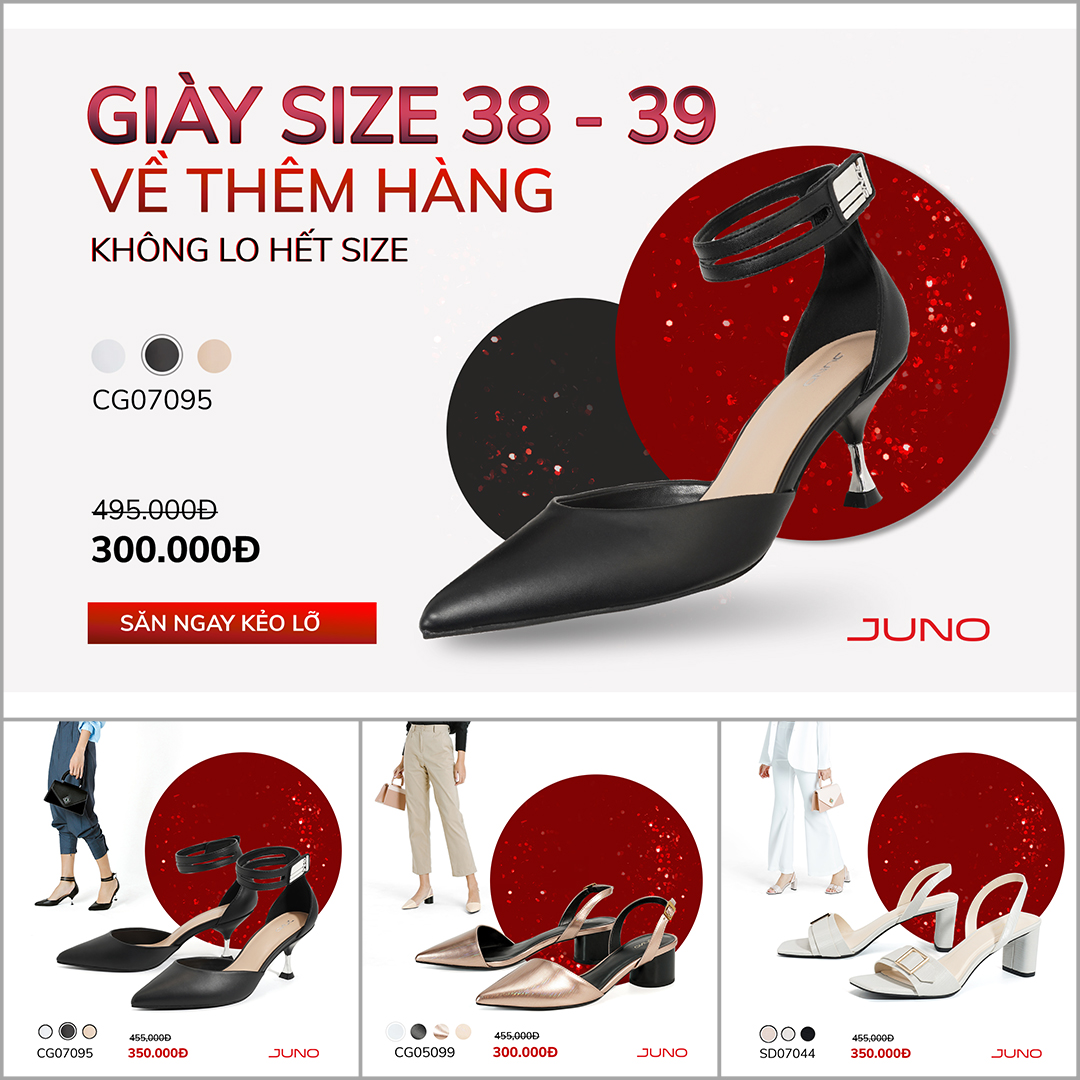 GIÀY SIZE 38 - 39
VỀ THÊM HÀNG
KHÔNG LO HẾT SIZE
CG07095
495.000Đ
300.000Đ
SĂN NGAY KẺO LỠ
JUNO
CG07095
455,000Đ
350.000Đ
JUNO
CG05099
455,000Đ
300.000Đ
JUNO
SD07044
455,000Đ
350.000Đ
JUNO